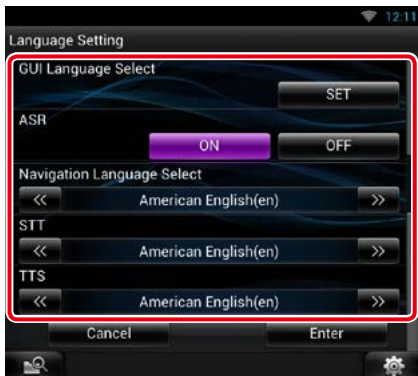 12:11
Language Setting
GUI Language Select
SET
ASR
ON OFF
Navigation Language Select
<< American English(en) >>
STT
<< American English(en) >>
TTS
<< American English(en) >>
Cancel Enter